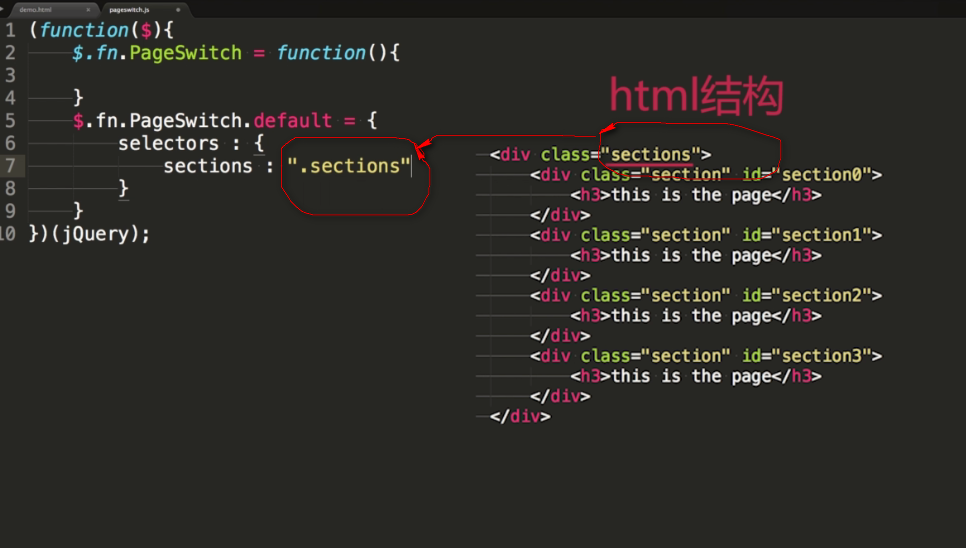 demo.html × pageswitch.js
1 (function($){
2 $.fn.PageSwitch = function(){
3
4 }
5 $.fn.PageSwitch.default = {
6 selectors : {
7 sections : ".sections"
8 }
9 }
10 })(jQuery);
html结构
<div class="sections">
<div class="section" id="section0">
<h3>this is the page</h3>
</div>
<div class="section" id="section1">
<h3>this is the page</h3>
</div>
<div class="section" id="section2">
<h3>this is the page</h3>
</div>
<div class="section" id="section3">
<h3>this is the page</h3>
</div>
</div>